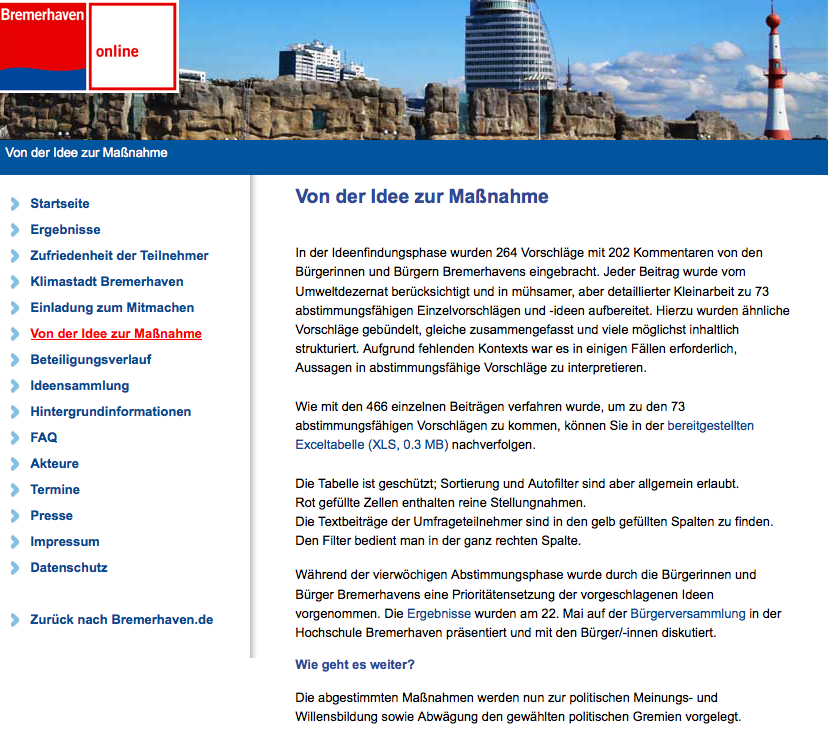 Bremerhaven
online
Von der Idee zur Maßnahme
Startseite
Ergebnisse
Zufriedenheit der Teilnehmer
Klimastadt Bremerhaven
Einladung zum Mitmachen
Von der Idee zur Maßnahme
Beteiligungsverlauf
Ideensammlung
Hintergrundinformationen
FAQ
Akteure
Termine
Presse
Impressum
Datenschutz
Zurück nach Bremerhaven.de
Von der Idee zur Maßnahme
In der Ideenfindungsphase wurden 264 Vorschläge mit 202 Kommentaren von den
Bürgerinnen und Bürgern Bremerhavens eingebracht. Jeder Beitrag wurde vom
Umweltdezernat berücksichtigt und in mühsamer, aber detaillierter Kleinarbeit zu 73
abstimmungsfähigen Einzelvorschlägen und -ideen aufbereitet. Hierzu wurden ähnliche
Vorschläge gebündelt, gleiche zusammengefasst und viele möglichst inhaltlich
strukturiert. Aufgrund fehlenden Kontexts war es in einigen Fällen erforderlich,
Aussagen in abstimmungsfähige Vorschläge zu interpretieren.
Wie mit den 466 einzelnen Beiträgen verfahren wurde, um zu den 73
abstimmungsfähigen Vorschlägen zu kommen, können Sie in der bereitgestellten
Exceltabelle (XLS, 0.3 MB) nachverfolgen.
Die Tabelle ist geschützt; Sortierung und Autofilter sind aber allgemein erlaubt.
Rot gefüllte Zellen enthalten reine Stellungnahmen.
Die Textbeiträge der Umfrageteilnehmer sind in den gelb gefüllten Spalten zu finden.
Den Filter bedient man in der ganz rechten Spalte.
Während der vierwöchigen Abstimmungsphase wurde durch die Bürgerinnen und
Bürger Bremerhavens eine Prioritätensetzung der vorgeschlagenen Ideen
vorgenommen. Die Ergebnisse wurden am 22. Mai auf der Bürgerversammlung in der
Hochschule Bremerhaven präsentiert und mit den Bürger/-innen diskutiert.
Wie geht es weiter?
Die abgestimmten Maßnahmen werden nun zur politischen Meinungs- und
Willensbildung sowie Abwägung den gewählten politischen Gremien vorgelegt.